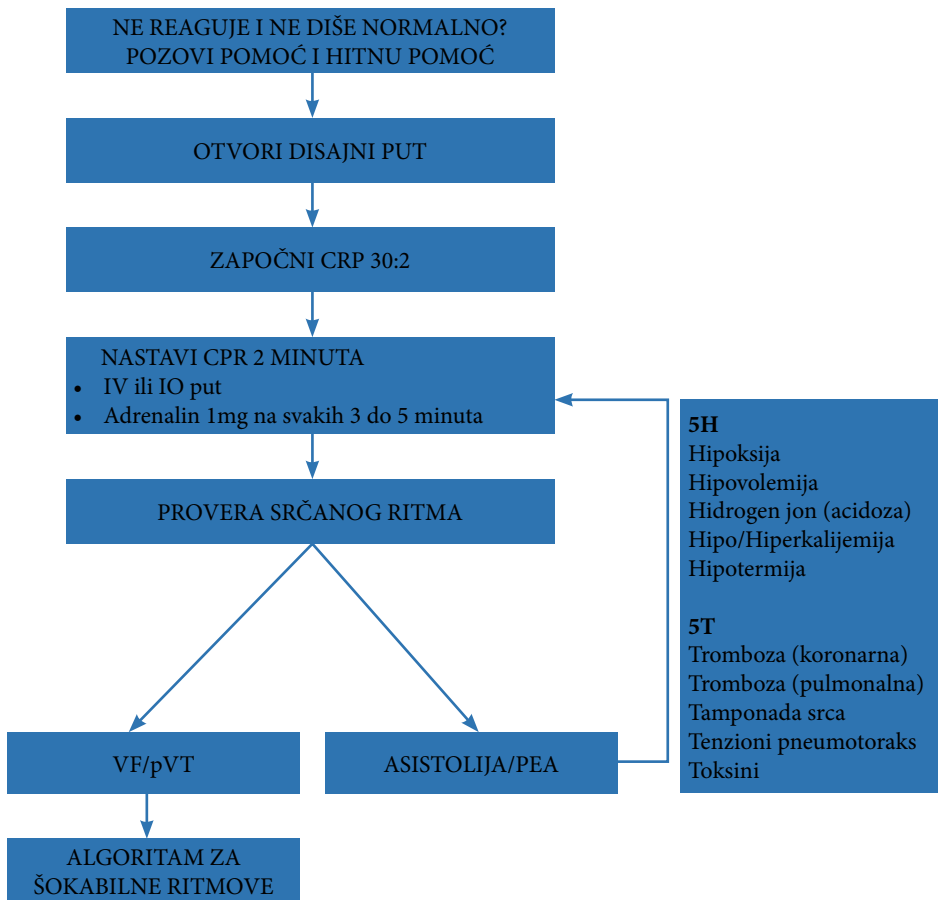 NE REAGUJE I NE DIŠE NORMALNO?
POZOVI POMOĆ I HITNU POMOĆ
OTVORI DISAJNI PUT
ZAPOČNI CRP 30:2
NASTAVI CPR 2 MINUTA
• IV ili IO put
• Adrenalin 1mg na svakih 3 do 5 minuta
PROVERA SRČANOG RITMA
VF/pVT
ASISTOLIJA/PEA
ALGORITAM ZA
ŠOKABILNE RITMOVE
5H
Hipoksija
Hipovolemija
Hidrogen jon (acidoza)
Hipo/Hiperkalijemija
Hipotermija
5T
Tromboza (koronarna)
Tromboza (pulmonalna)
Tamponada srca
Tenzioni pneumotoraks
Toksini